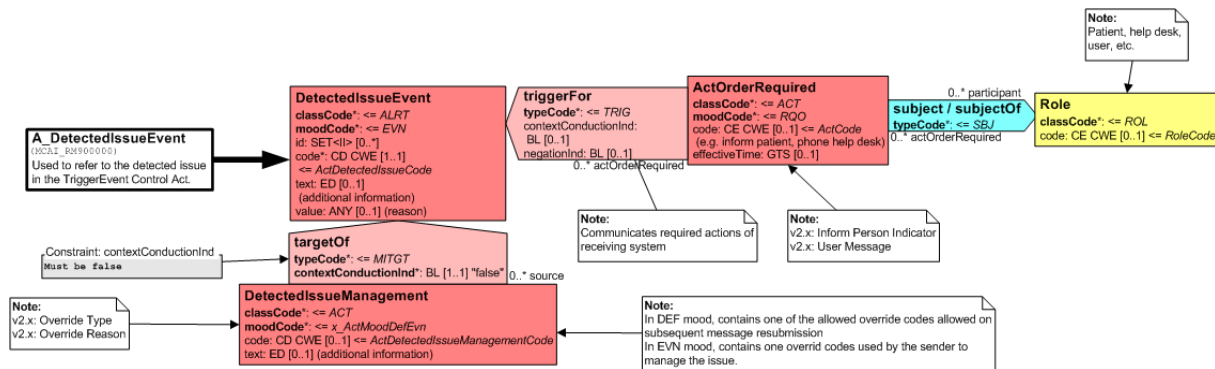 Note:
Patient, help desk,
user, etc.
A_DetectedIssueEvent
(MCAI_RM900000)
Used to refer to the detected issue
in the TriggerEvent Control Act.
DetectedIssueEvent
classCode*: <= ALRT
moodCode*: <= EVN
id: SET<II> [0..*]
code*: CD CWE [1..1]
<= ActDetectedIssueCode
text: ED [0..1]
(additional information)
value: ANY [0..1] (reason)
triggerFor
typeCode*: <= TRIG
contextConductionInd:
BL [0..1]
negationInd: BL [0..1]
0..* actOrderRequired
ActOrderRequired
classCode*: <= ACT
moodCode*: <= RQO
code: CE CWE [0..1] <= ActCode
(e.g. inform patient, phone help desk)
effectiveTime: GTS [0..1]
0..* participant
subject / subjectOf
typeCode*: <= SBJ
0..* actOrderRequired
Role
classCode*: <= ROL
code: CE CWE [0..1] <= RoleCode
Note:
Communicates required actions of
receiving system
Note:
v2.x: Inform Person Indicator
v2.x: User Message
Constraint: contextConductionInd
Must be false
targetOf
typeCode*: <= MITGT
contextConductionInd*: BL [1..1] "false"
0..* source
Note:
v2.x: Override Type
v2.x: Override Reason
DetectedIssueManagement
classCode*: <= ACT
moodCode*: <= x_ActMoodDefEvn
code: CD CWE [0..1] <= ActDetectedIssueManagementCode
text: ED [0..1] (additional information)
Note:
In DEF mood, contains one of the allowed override codes allowed on
subsequent message resubmission
In EVN mood, contains one overrid codes used by the sender to
manage the issue.